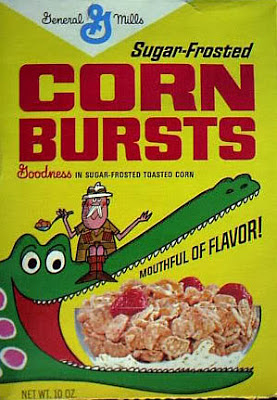 General G Mills
Sugar-Frosted
CORN
BURSTS
Goodness IN SUGAR-FROSTED TOASTED CORN
MOUTHFUL OF FLAVOR!
NET WT. 10 OZ.